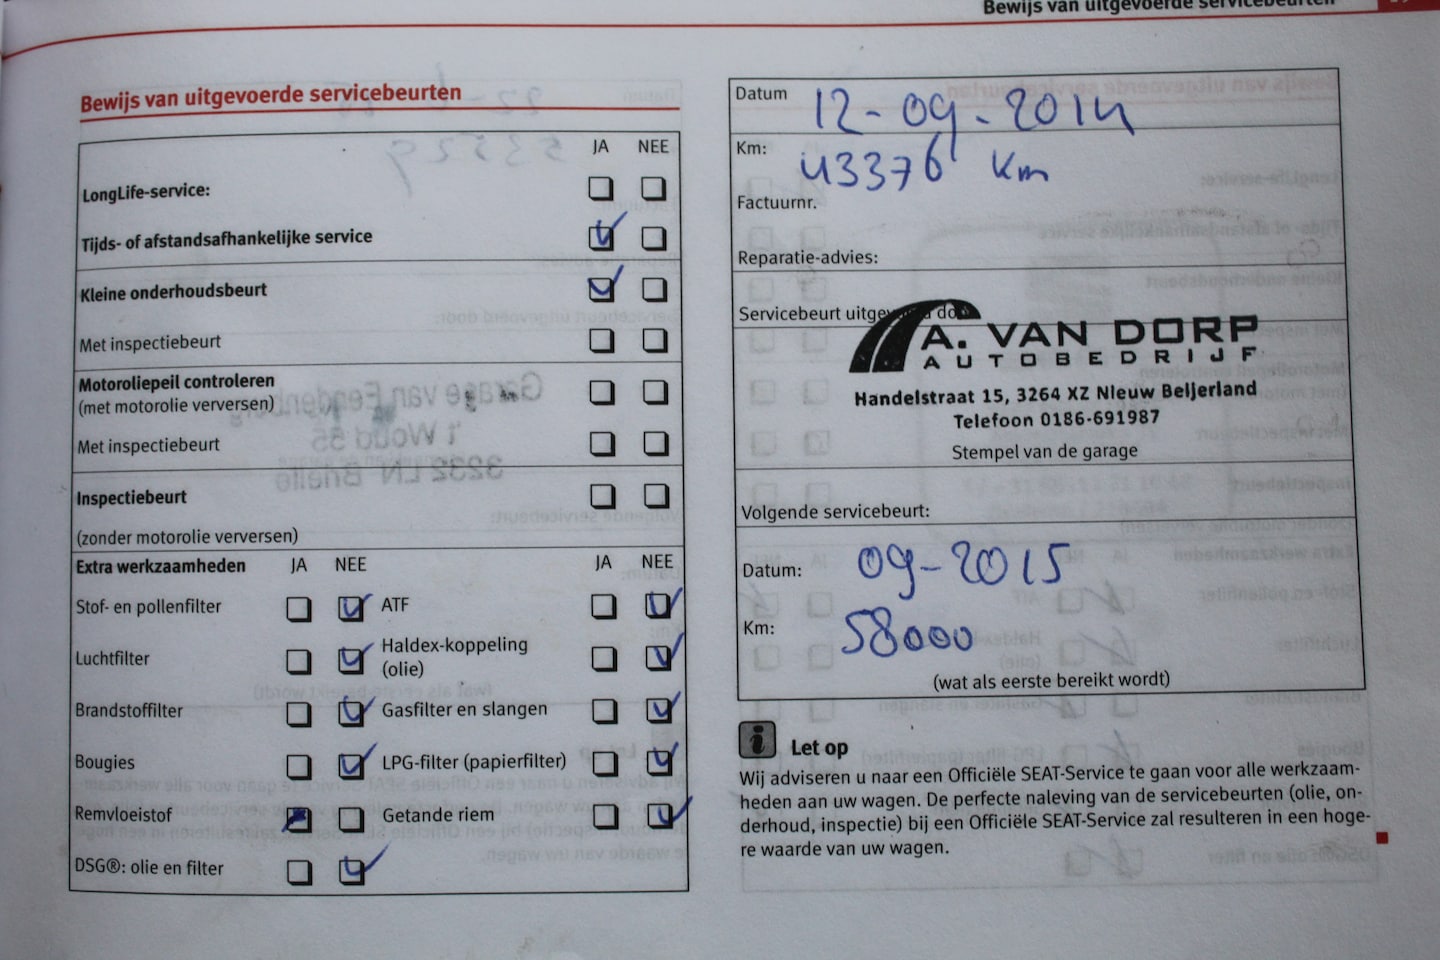 Bewijs van uitgevoerde servicebeurten
Bewijs van uitgevoerde servicebeurten
JA NEE
LongLife-service:
Tijds- of afstandsafhankelijke service
Kleine onderhoudsbeurt
Met inspectiebeurt
Motoroliepeil controleren
(met motorolie verversen)
Met inspectiebeurt
Inspectiebeurt
(zonder motorolie verversen)
Extra werkzaamheden JA NEE JA NEE
Stof- en pollenfilter ATF
Luchtfilter Haldex-koppeling
(olie)
Brandstoffilter Gasfilter en slangen
Bougies LPG-filter (papierfilter)
Remvloeistof Getande riem
DSG®: olie en filter
Datum 12-09-2014
Km: 43376 Km
Factuurnr.
Reparatie-advies:
Servicebeurt
A. VAN DORP
AUTOBEDRIJF
Handelstraat 15, 3264 XZ Nieuw Beijerland
Telefoon 0186-691987
Stempel van de garage
Volgende servicebeurt:
Datum: 09-2015
Km: 58000
(wat als eerste bereikt wordt)
i Let op
Wij adviseren u naar een Officiële SEAT-Service te gaan voor alle werkzaam-
heden aan uw wagen. De perfecte naleving van de servicebeurten (olie, on-
derhoud, inspectie) bij een Officiële SEAT-Service zal resulteren in een hoge-
re waarde van uw wagen.